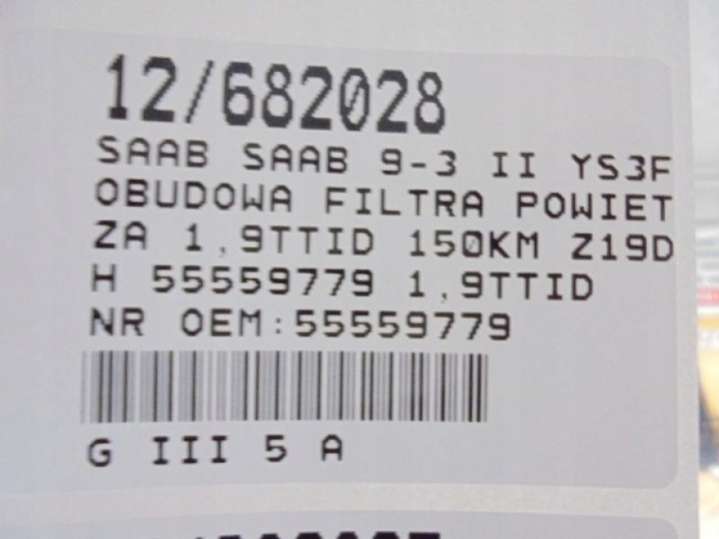 12/682028
SAAB SAAB 9-3 II YS3F
OBUDOWA FILTRA POWIET
ZA 1,9TTID 150KM Z19D
H 55559779 1,9TTID
NR OEM:55559779
G III 5 A